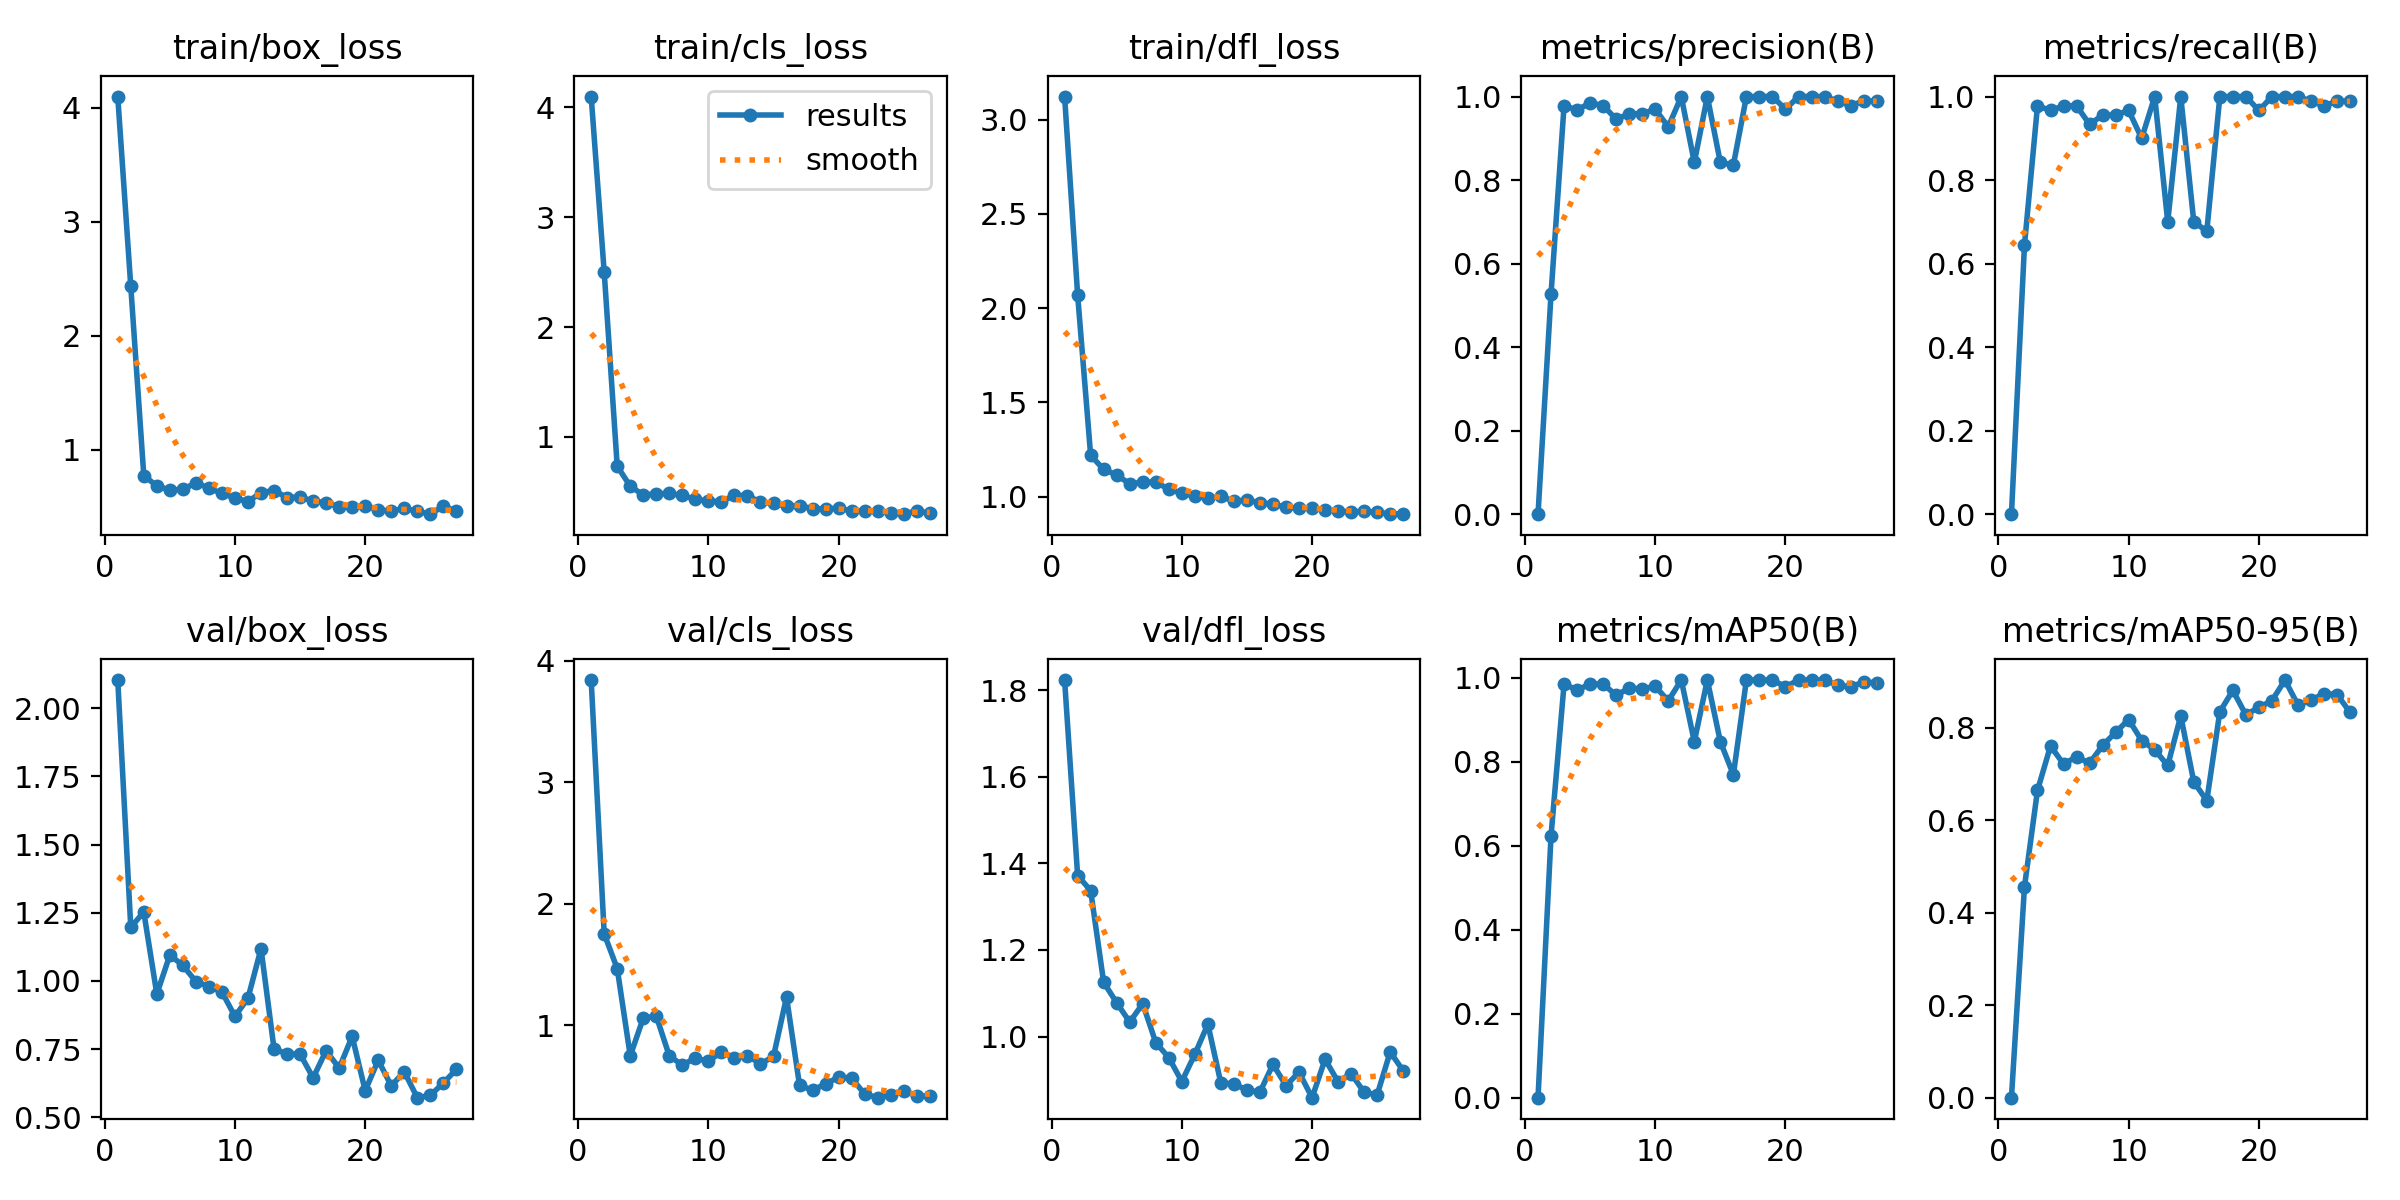 train/box_loss
train/cls_loss
train/dfl_loss
metrics/precision(B)
metrics/recall(B)
4
3
2
1
0 10 20
4
3
2
1
results
smooth
0 10 20
3.0
2.5
2.0
1.5
1.0
0 10 20
1.0
0.8
0.6
0.4
0.2
0.0
0 10 20
1.0
0.8
0.6
0.4
0.2
0.0
0 10 20
val/box_loss
val/cls_loss
val/dfl_loss
metrics/mAP50(B)
metrics/mAP50-95(B)
2.00
1.75
1.50
1.25
1.00
0.75
0.50
0 10 20
4
3
2
1
0 10 20
1.8
1.6
1.4
1.2
1.0
0 10 20
1.0
0.8
0.6
0.4
0.2
0.0
0 10 20
0.8
0.6
0.4
0.2
0.0
0 10 20